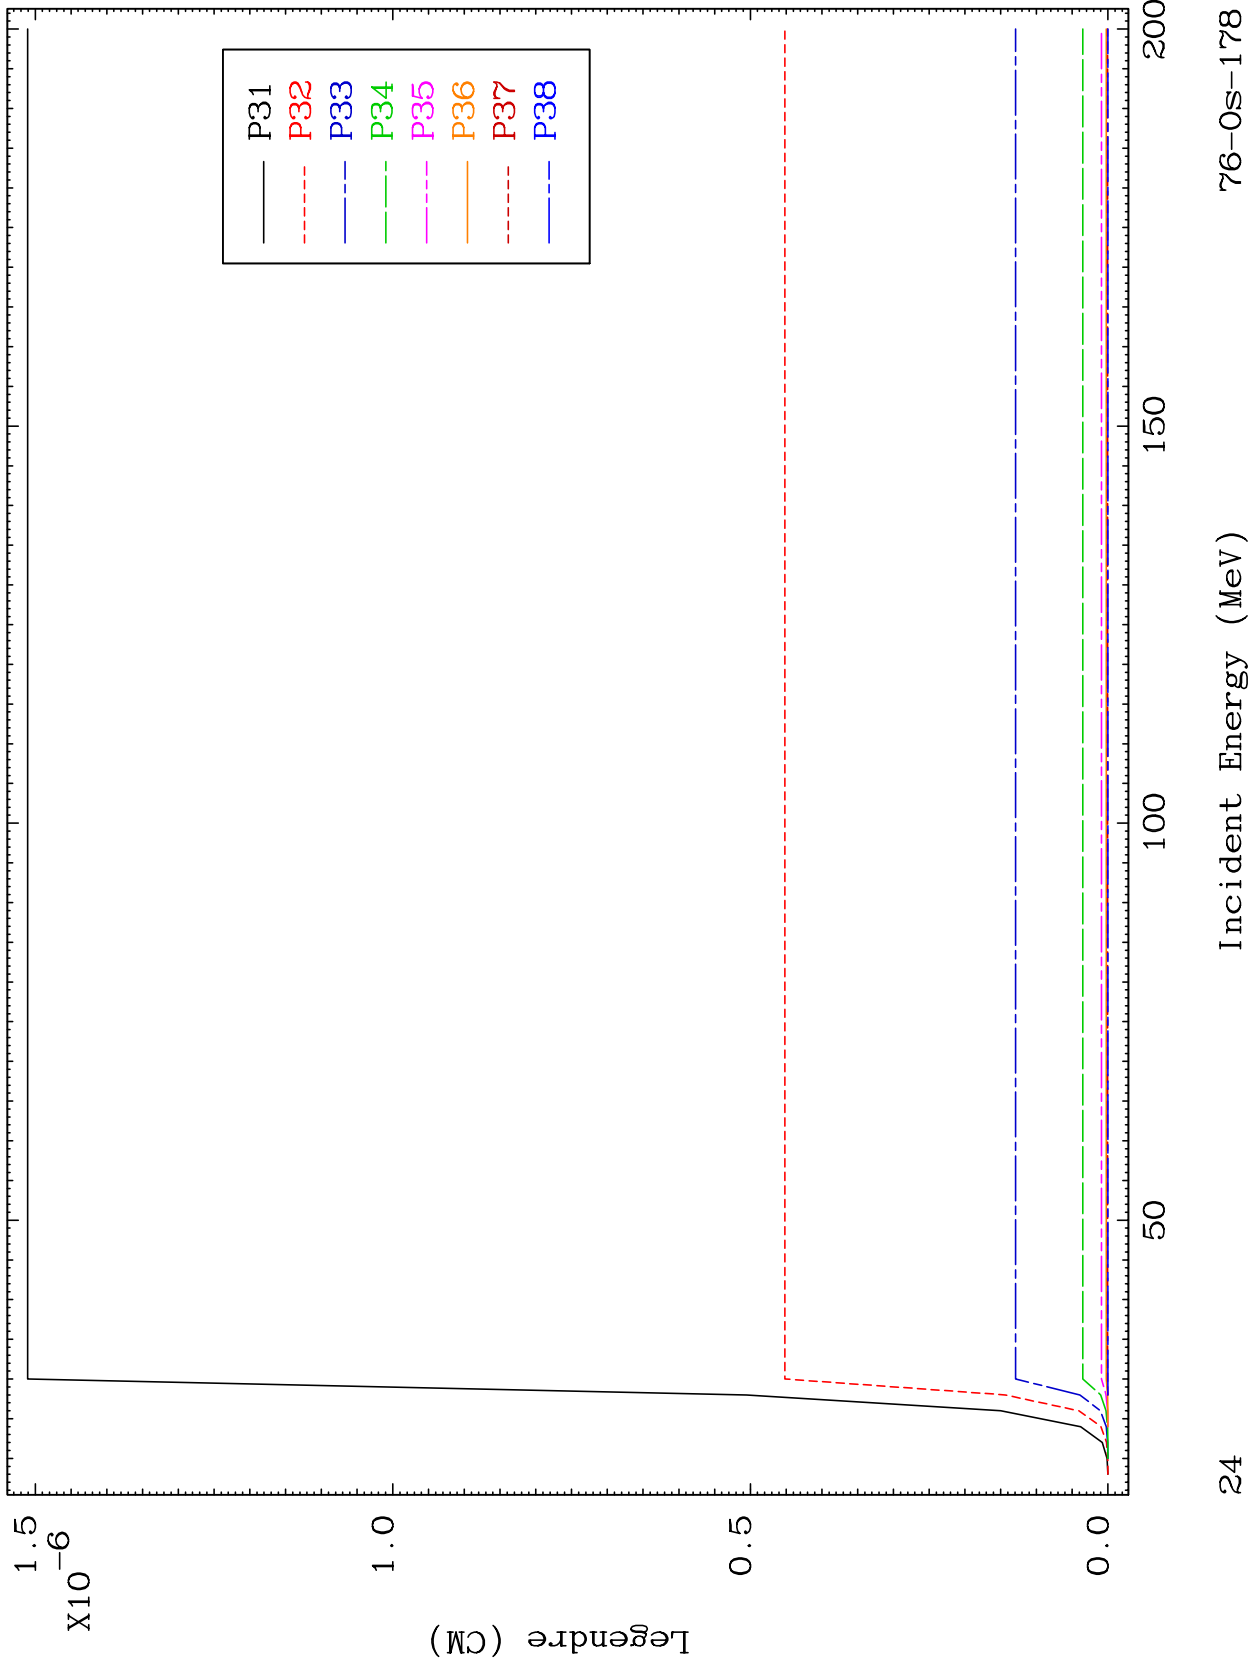 1.5
X10⁻⁶
1.0
0.5
0.0
Legendre (CM)
P31
P32
P33
P34
P35
P36
P37
P38
50
100
150
200
Incident Energy (MeV)
24
76-Os-178